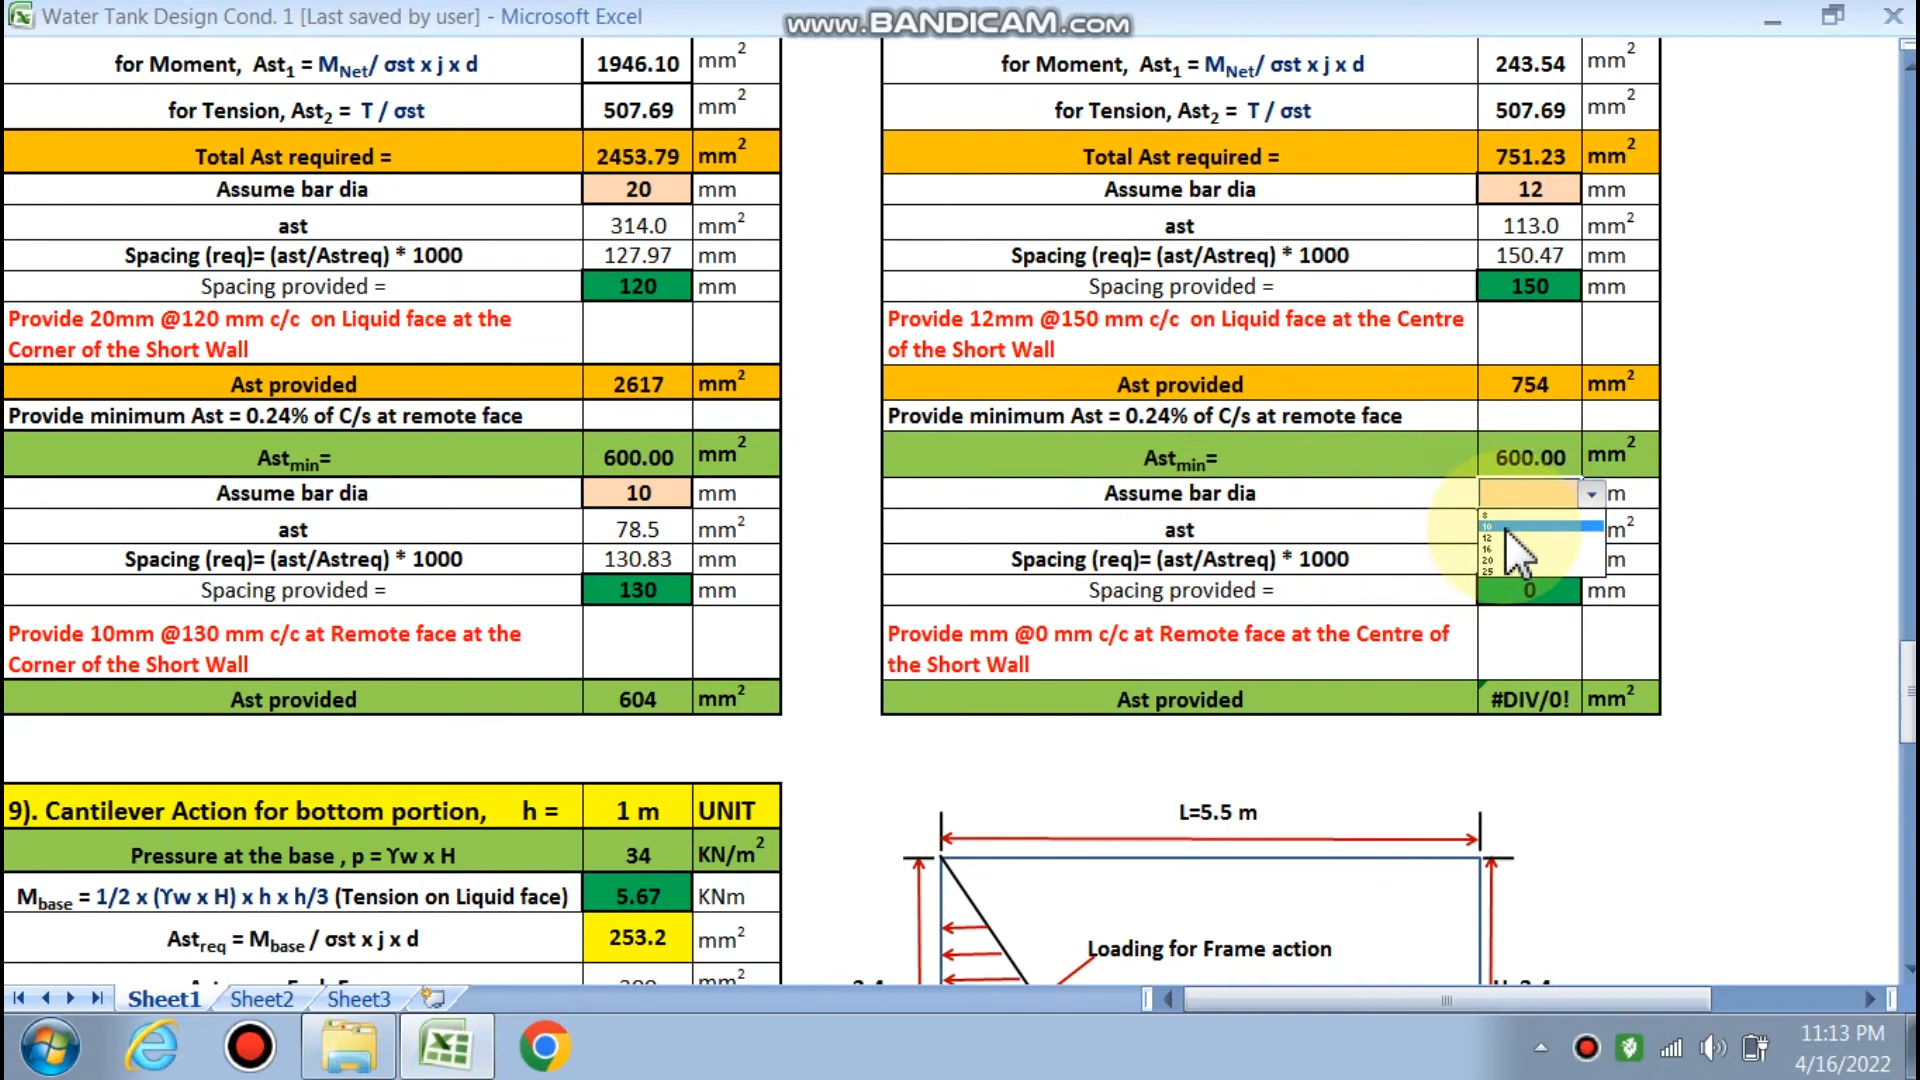 Water Tank Design Cond. 1 [Last saved by user] - Microsoft Excel
www.BANDICAM.com
for Moment, Ast1 = MNet/ σst x j x d 1946.10 mm2
for Tension, Ast2 = T / σst 507.69 mm2
Total Ast required = 2453.79 mm2
Assume bar dia 20 mm
ast 314.0 mm2
Spacing (req)= (ast/Astreq) * 1000 127.97 mm
Spacing provided = 120 mm
Provide 20mm @120 mm c/c on Liquid face at the
Corner of the Short Wall
Ast provided 2617 mm2
Provide minimum Ast = 0.24% of C/s at remote face
Astmin= 600.00 mm2
Assume bar dia 10 mm
ast 78.5 mm2
Spacing (req)= (ast/Astreq) * 1000 130.83 mm
Spacing provided = 130 mm
Provide 10mm @130 mm c/c at Remote face at the
Corner of the Short Wall
Ast provided 604 mm2
for Moment, Ast1 = MNet/ σst x j x d 243.54 mm2
for Tension, Ast2 = T / σst 507.69 mm2
Total Ast required = 751.23 mm2
Assume bar dia 12 mm
ast 113.0 mm2
Spacing (req)= (ast/Astreq) * 1000 150.47 mm
Spacing provided = 150 mm
Provide 12mm @150 mm c/c on Liquid face at the Centre
of the Short Wall
Ast provided 754 mm2
Provide minimum Ast = 0.24% of C/s at remote face
Astmin= 600.00 mm2
Assume bar dia m
8
10
12
16
20
25
ast m2
Spacing (req)= (ast/Astreq) * 1000 m
Spacing provided = 0 mm
Provide mm @0 mm c/c at Remote face at the Centre of
the Short Wall
Ast provided #DIV/0! mm2
9). Cantilever Action for bottom portion, h = 1 m UNIT
Pressure at the base , p = ϒw x H 34 KN/m2
Mbase = 1/2 x (ϒw x H) x h x h/3 (Tension on Liquid face) 5.67 KNm
Astreq = Mbase / σst x j x d 253.2 mm2
L=5.5 m
Loading for Frame action
Sheet1 Sheet2 Sheet3
11:13 PM
4/16/2022